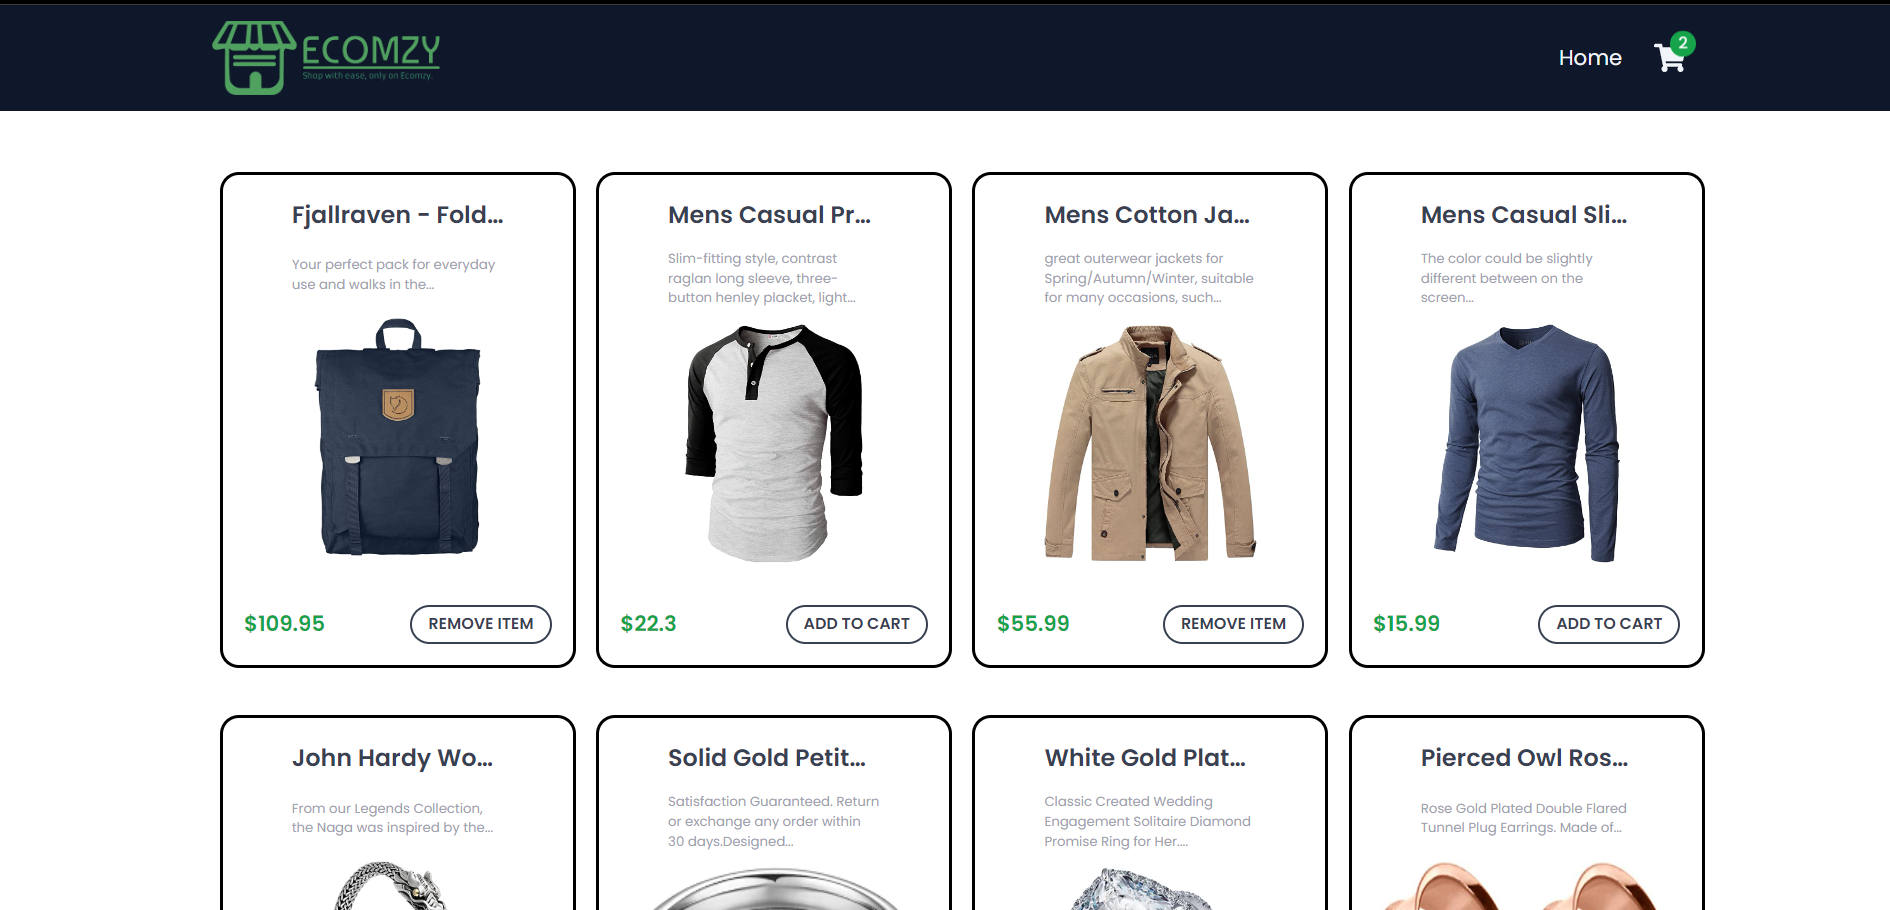 ECOMZY
Shop with ease, only on Ecomzy.
Home
2
Fjallraven - Fold...
Your perfect pack for everyday
use and walks in the...
$109.95
REMOVE ITEM
Mens Casual Pr...
Slim-fitting style, contrast
raglan long sleeve, three-
button henley placket, light...
$22.3
ADD TO CART
Mens Cotton Ja...
great outerwear jackets for
Spring/Autumn/Winter, suitable
for many occasions, such...
$55.99
REMOVE ITEM
Mens Casual Sli...
The color could be slightly
different between on the
screen...
$15.99
ADD TO CART
John Hardy Wo...
From our Legends Collection,
the Naga was inspired by the...
Solid Gold Petit...
Satisfaction Guaranteed. Return
or exchange any order within
30 days.Designed...
White Gold Plat...
Classic Created Wedding
Engagement Solitaire Diamond
Promise Ring for Her....
Pierced Owl Ros...
Rose Gold Plated Double Flared
Tunnel Plug Earrings. Made of...